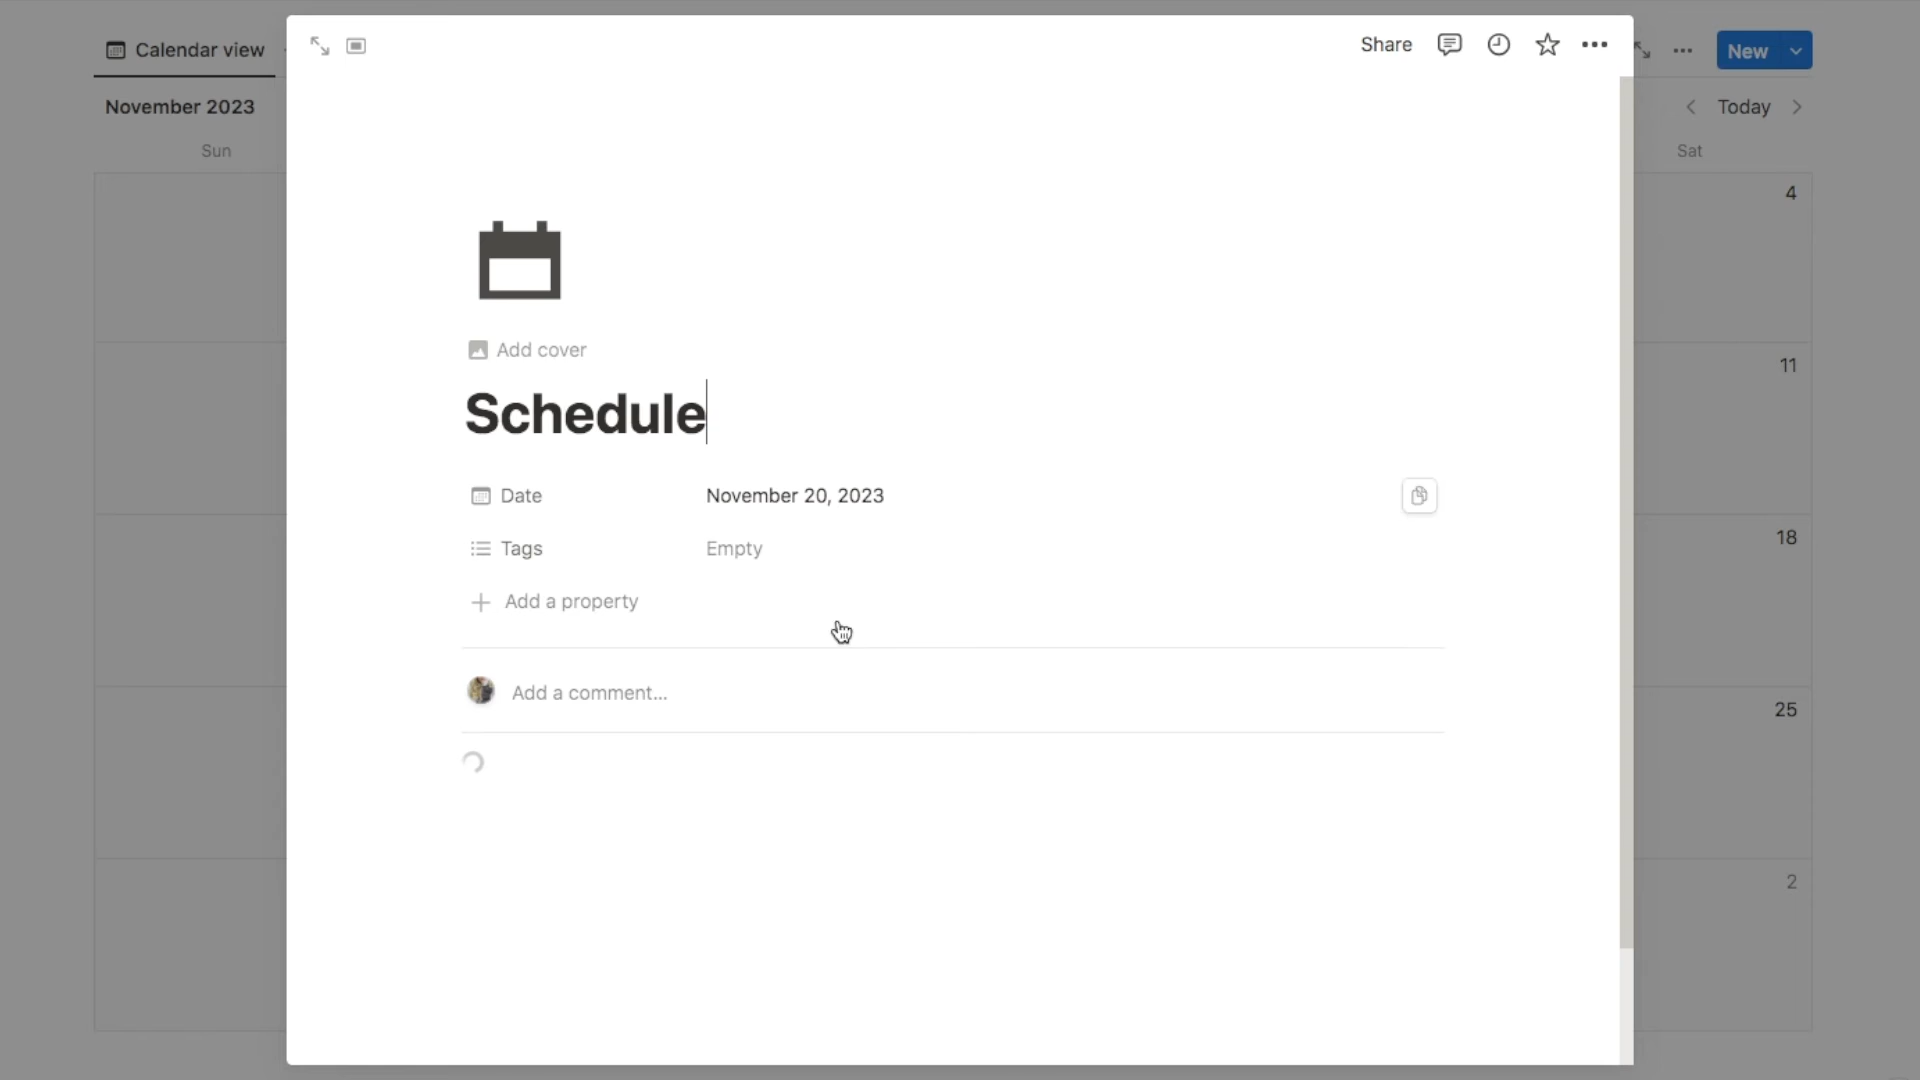 Calendar view
Share
New
November 2023
Today
Sun
Sat
4
Add cover
11
Schedule
Date
November 20, 2023
Tags
Empty
18
Add a property
Add a comment...
25
2